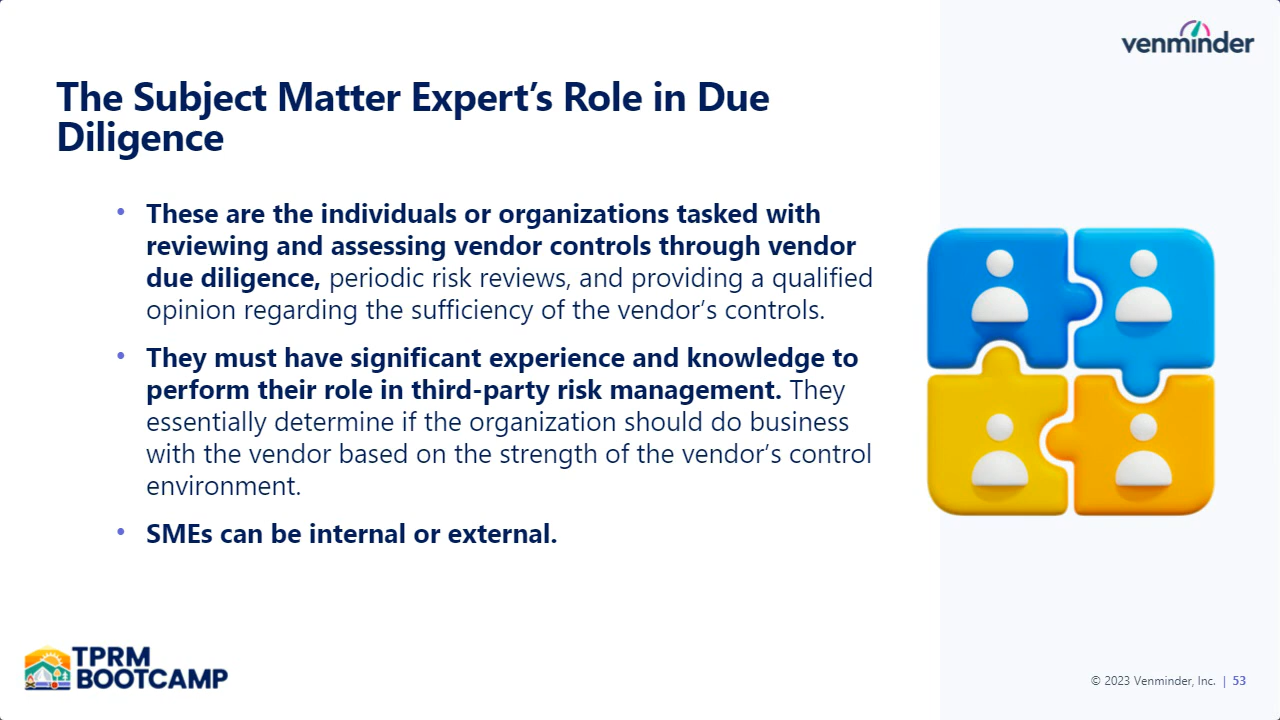 venminder
The Subject Matter Expert’s Role in Due
Diligence
• These are the individuals or organizations tasked with
reviewing and assessing vendor controls through vendor
due diligence, periodic risk reviews, and providing a qualified
opinion regarding the sufficiency of the vendor’s controls.
• They must have significant experience and knowledge to
perform their role in third-party risk management. They
essentially determine if the organization should do business
with the vendor based on the strength of the vendor’s control
environment.
• SMEs can be internal or external.
TPRM
BOOTCAMP
© 2023 Venminder, Inc. | 53